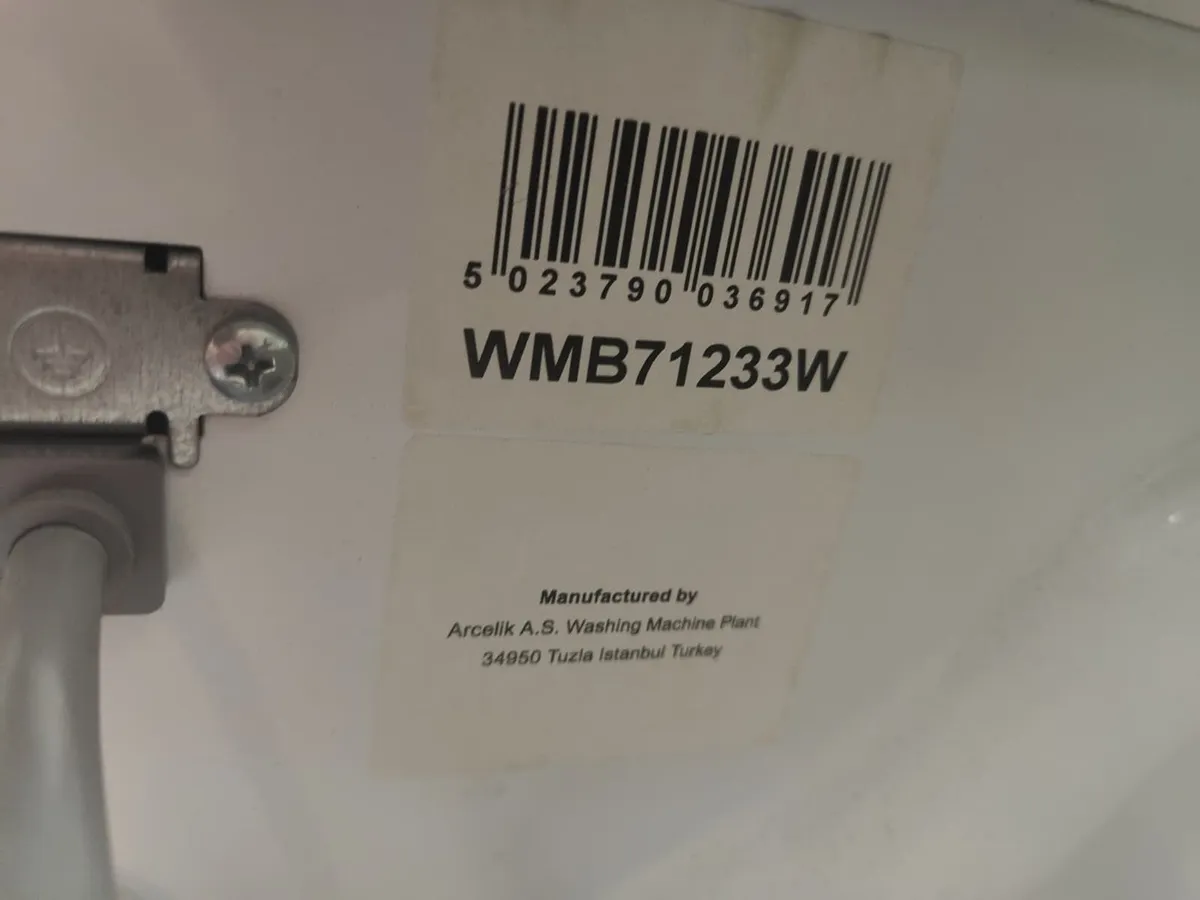 5 023790 036917
WMB71233W
Manufactured by
Arcelik A.S. Washing Machine Plant
34950 Tuzla Istanbul Turkey